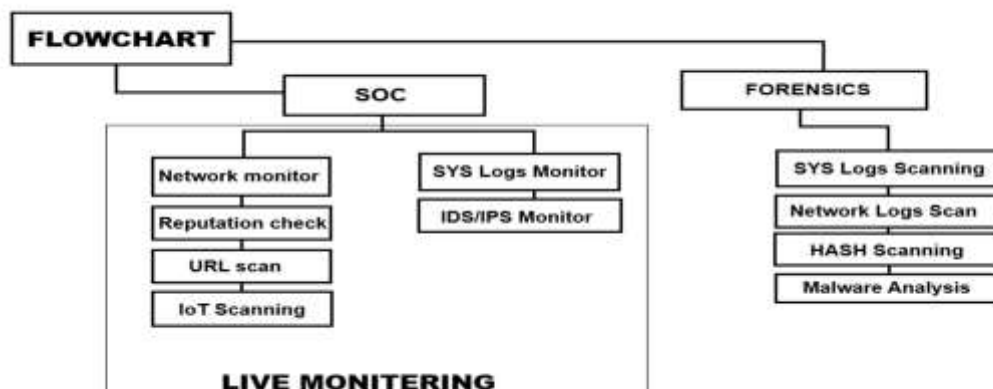 FLOWCHART
SOC
FORENSICS
Network monitor
Reputation check
URL scan
IoT Scanning
SYS Logs Monitor
IDS/IPS Monitor
SYS Logs Scanning
Network Logs Scan
HASH Scanning
Malware Analysis
LIVE MONITERING